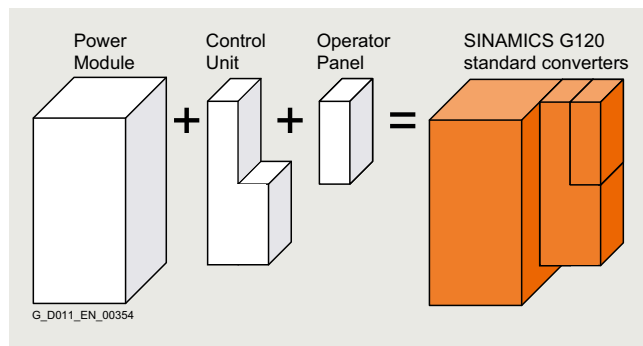 Power
Module
Control
Unit
Operator
Panel
SINAMICS G120
standard converters
+
+
=
G_D011_EN_00354